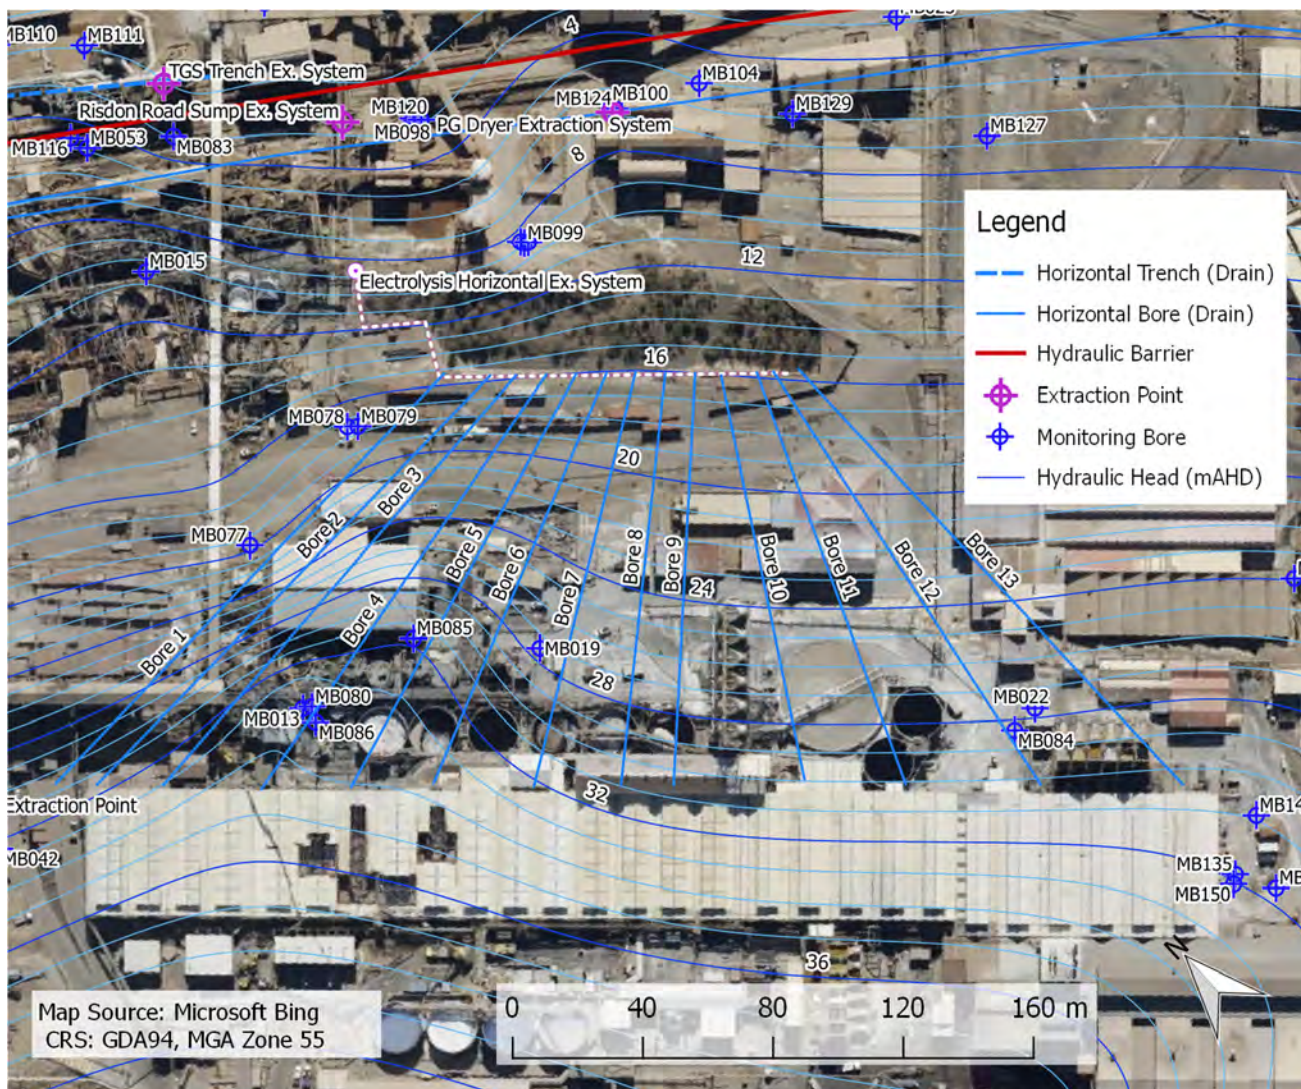 4
MB110
MB111
TGS Trench Ex. System
MB104
MB100
MB124
MB129
Risdon Road Sump Ex. System
MB120
PG Dryer Extraction System
MB098
MB127
MB053
MB116
MB083
8
MB099
12
MB015
Electrolysis Horizontal Ex. System
16
Legend
Horizontal Trench (Drain)
Horizontal Bore (Drain)
Hydraulic Barrier
Extraction Point
Monitoring Bore
Hydraulic Head (mAHD)
MB078
MB079
20
Bore 3
Bore 2
MB077
Bore 5
Bore 6
Bore 7
Bore 8
Bore 9
Bore 10
Bore 11
Bore 12
Bore 13
24
Bore 4
Bore 1
MB085
MB019
28
MB080
MB013
MB086
MB022
MB084
32
Extraction Point
MB042
MB135
MB150
36
N
Map Source: Microsoft Bing
CRS: GDA94, MGA Zone 55
0 40 80 120 160 m